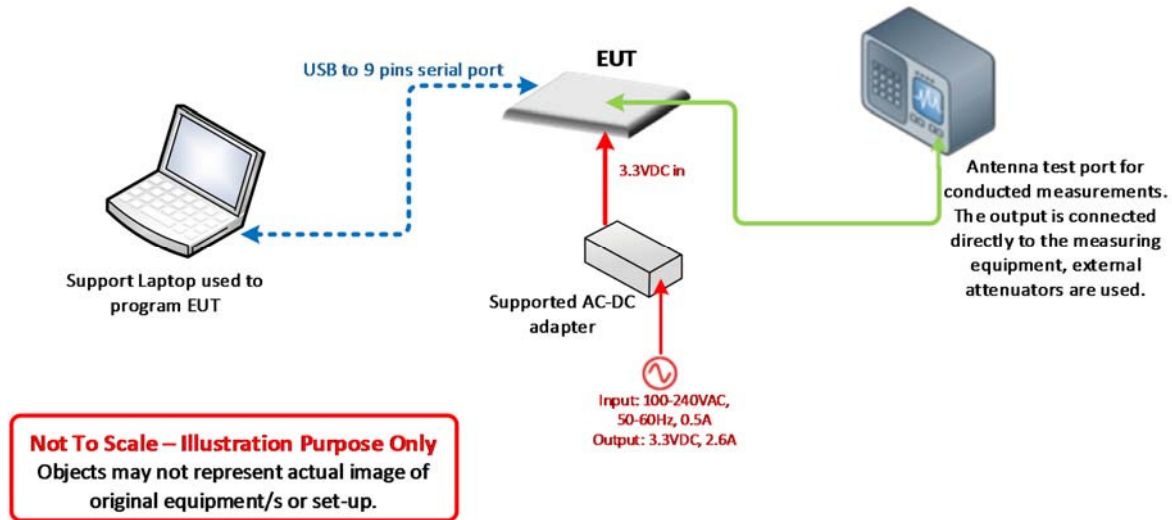 EUT
USB to 9 pins serial port
3.3VDC in
Antenna test port for
conducted measurements.
The output is connected
directly to the measuring
equipment, external
attenuators are used.
Support Laptop used to
program EUT
Supported AC-DC
adapter
Input: 100-240VAC,
50-60Hz, 0.5A
Output: 3.3VDC, 2.6A
Not To Scale – Illustration Purpose Only
Objects may not represent actual image of
original equipment/s or set-up.